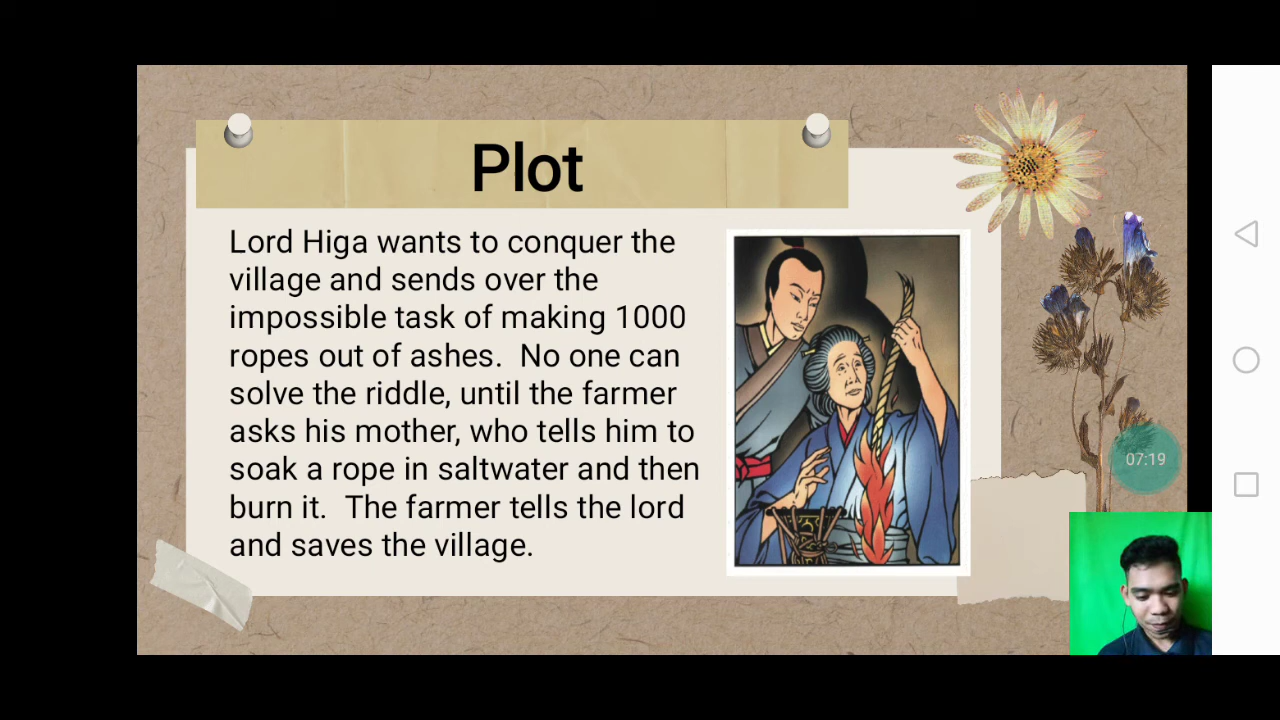 Plot
Lord Higa wants to conquer the
village and sends over the
impossible task of making 1000
ropes out of ashes.  No one can
solve the riddle, until the farmer
asks his mother, who tells him to
soak a rope in saltwater and then
burn it.  The farmer tells the lord
and saves the village.
07:19